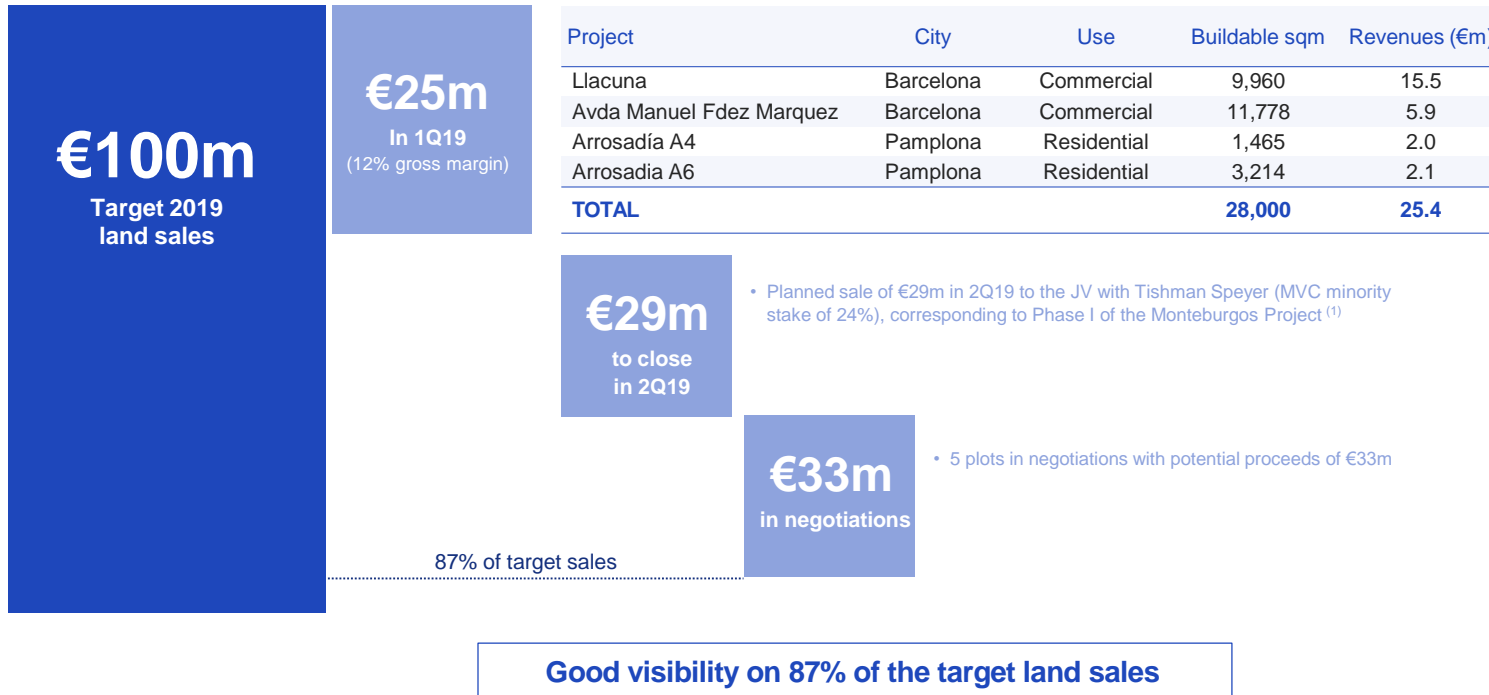 €100m
Target 2019
land sales
€25m
In 1Q19
(12% gross margin)
Project City Use Buildable sqm Revenues (€m)
Llacuna Barcelona Commercial 9,960 15.5
Avda Manuel Fdez Marquez Barcelona Commercial 11,778 5.9
Arrosadía A4 Pamplona Residential 1,465 2.0
Arrosadia A6 Pamplona Residential 3,214 2.1
TOTAL 28,000 25.4
€29m
to close
in 2Q19
• Planned sale of €29m in 2Q19 to the JV with Tishman Speyer (MVC minority
stake of 24%), corresponding to Phase I of the Monteburgos Project (1)
€33m
in negotiations
• 5 plots in negotiations with potential proceeds of €33m
87% of target sales
Good visibility on 87% of the target land sales